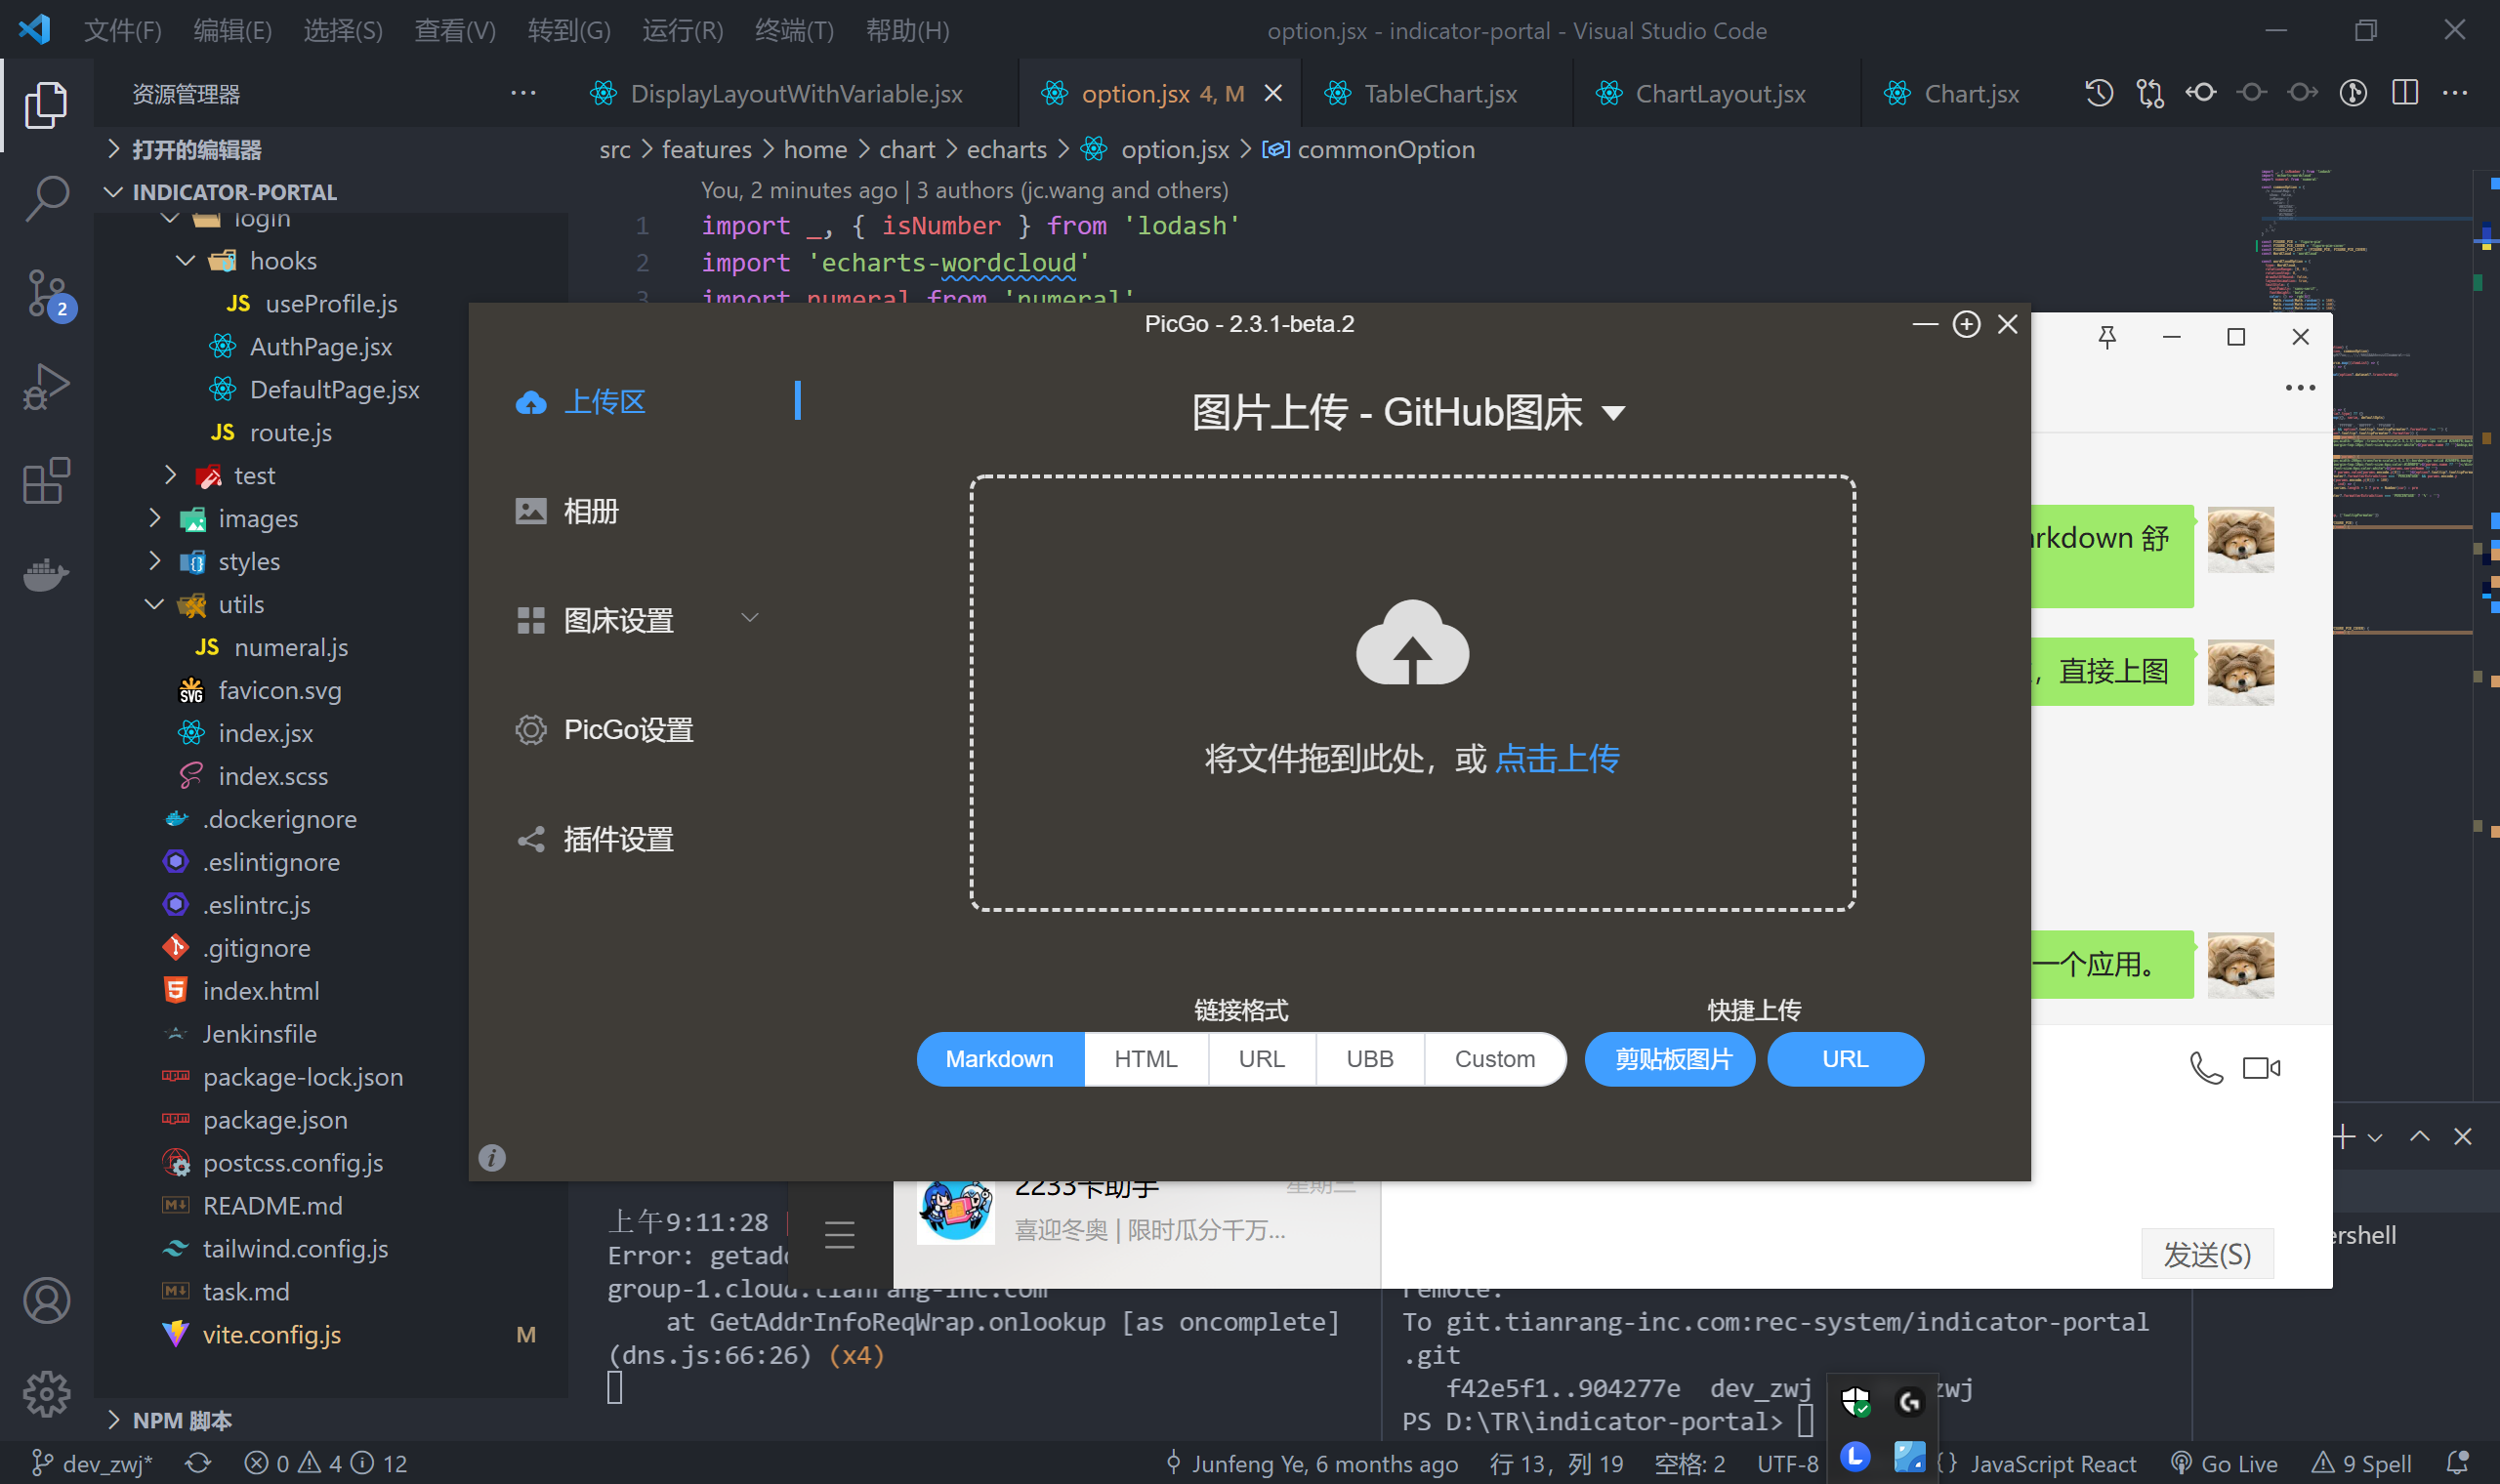 文件(F) 编辑(E) 选择(S) 查看(V) 转到(G) 运行(R) 终端(T) 帮助(H)
option.jsx - indicator-portal - Visual Studio Code
资源管理器
DisplayLayoutWithVariable.jsx
option.jsx 4, M
TableChart.jsx
ChartLayout.jsx
Chart.jsx
打开的编辑器
INDICATOR-PORTAL
login
hooks
JS useProfile.js
AuthPage.jsx
DefaultPage.jsx
JS route.js
test
images
styles
utils
JS numeral.js
favicon.svg
index.jsx
index.scss
.dockerignore
.eslintignore
.eslintrc.js
.gitignore
index.html
Jenkinsfile
package-lock.json
package.json
postcss.config.js
README.md
tailwind.config.js
task.md
vite.config.js M
NPM 脚本
2
src > features > home > chart > echarts > option.jsx > commonOption
You, 2 minutes ago | 3 authors (jc.wang and others)
1 import _, { isNumber } from 'lodash'
2 import 'echarts-wordcloud'
3 import numeral from 'numeral'
PicGo - 2.3.1-beta.2
上传区
相册
图床设置
PicGo设置
插件设置
图片上传 - GitHub图床
将文件拖到此处，或 点击上传
链接格式
Markdown HTML URL UBB Custom
快捷上传
剪贴板图片 URL
rkdown 舒
，直接上图
一个应用。
发送(S)
2233卡助手 星期三
喜迎冬奥 | 限时瓜分千万...
上午9:11:28
Error: getadd
group-1.cloud.tianrang-inc.com
at GetAddrInfoReqWrap.onlookup [as oncomplete]
(dns.js:66:26) (x4)
remote:
To git.tianrang-inc.com:rec-system/indicator-portal
.git
f42e5f1..904277e dev_zwj
zwj
PS D:\TR\indicator-portal>
ershell
dev_zwj* 0 4 12
Junfeng Ye, 6 months ago
行 13，列 19
空格: 2
UTF-8
JavaScript React
Go Live
9 Spell